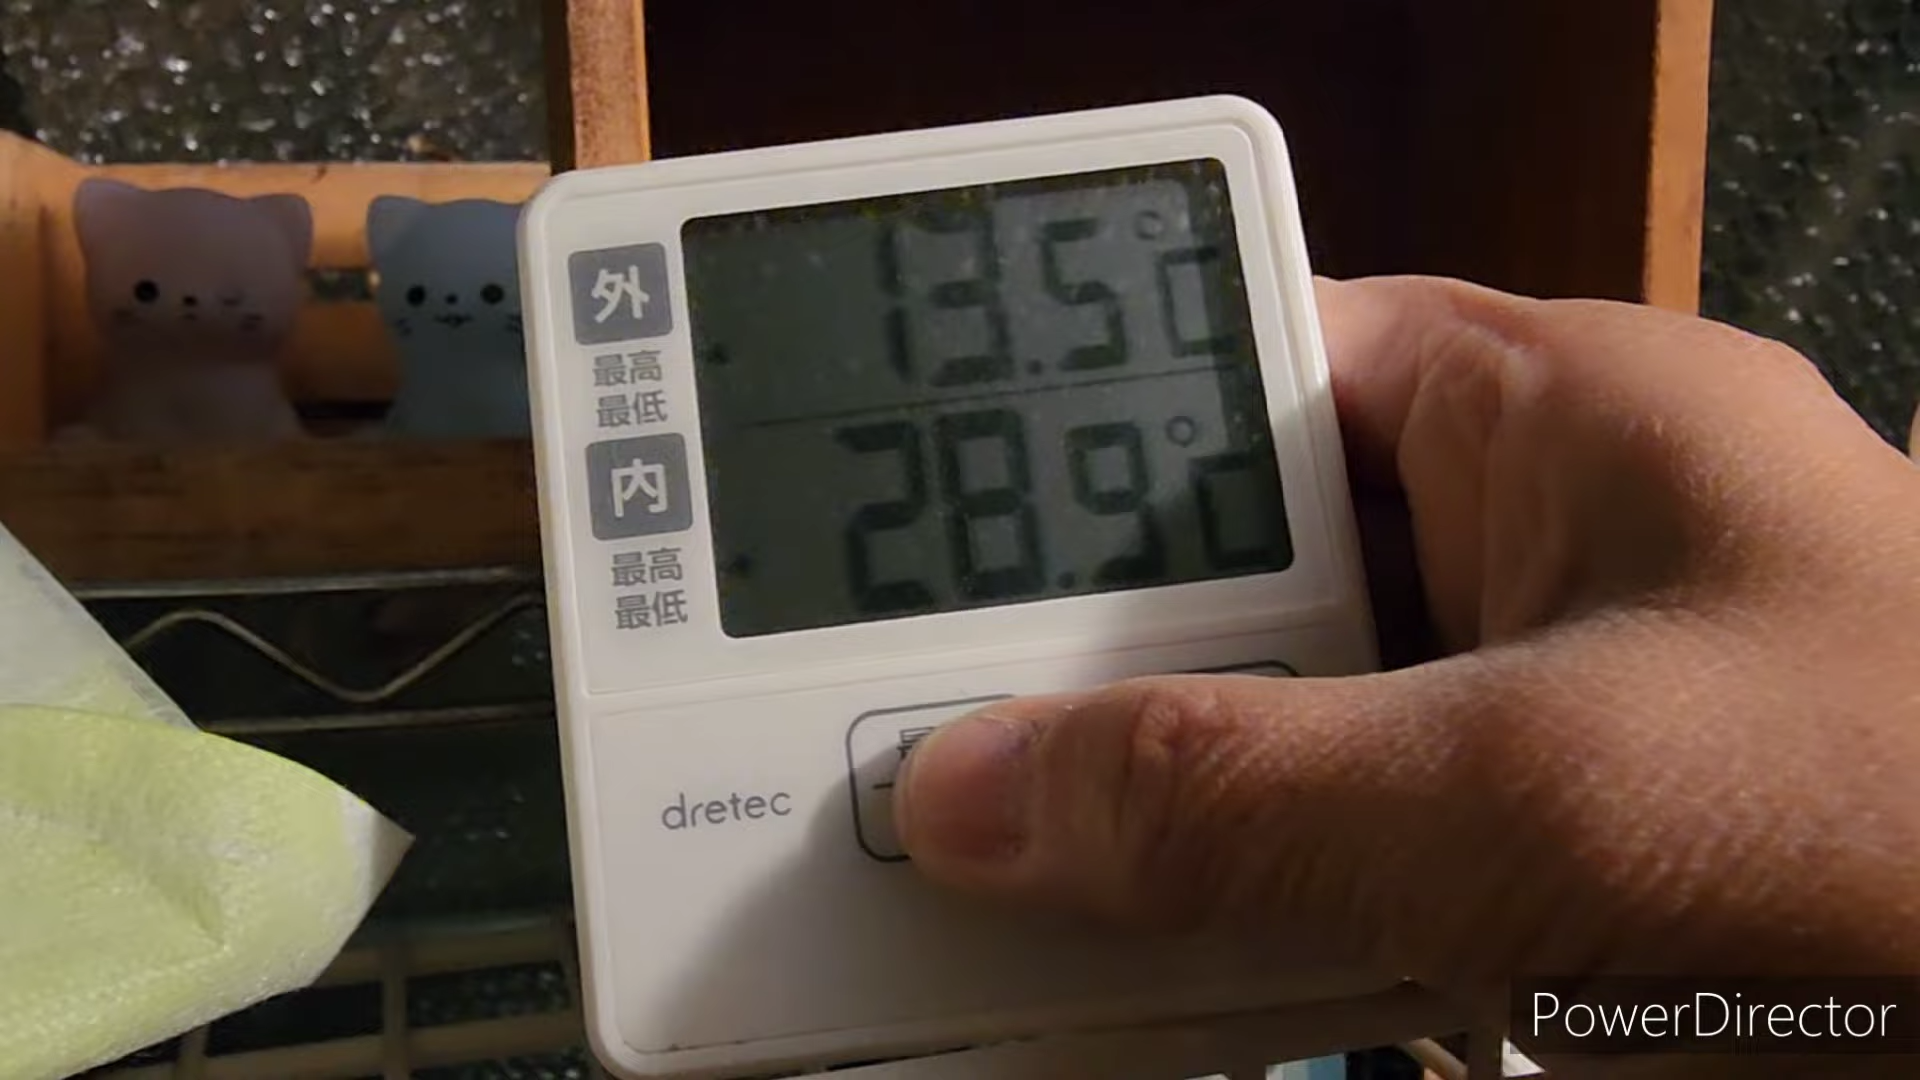 外
13.5℃
最高
最低
内
28.9℃
最高
最低
dretec
PowerDirector